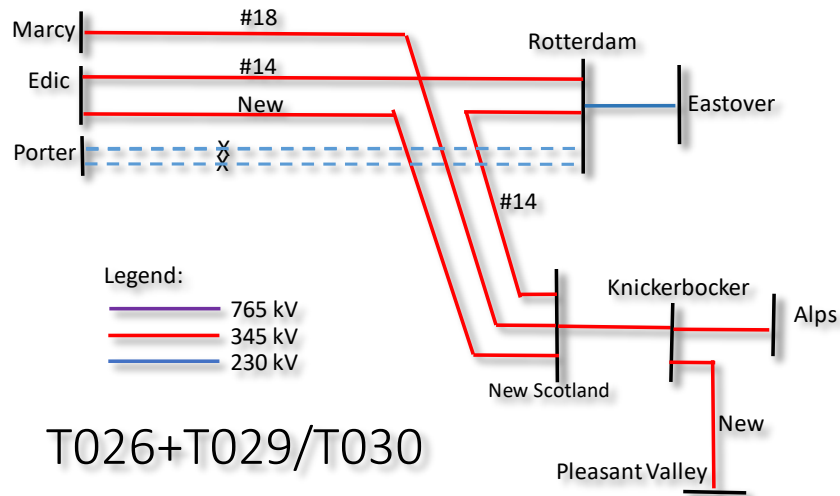 Marcy
#18
Rotterdam
Edic
#14
New
Eastover
Porter
X
X
#14
Legend:
765 kV
345 kV
230 kV
Knickerbocker
Alps
New Scotland
New
T026+T029/T030
Pleasant Valley